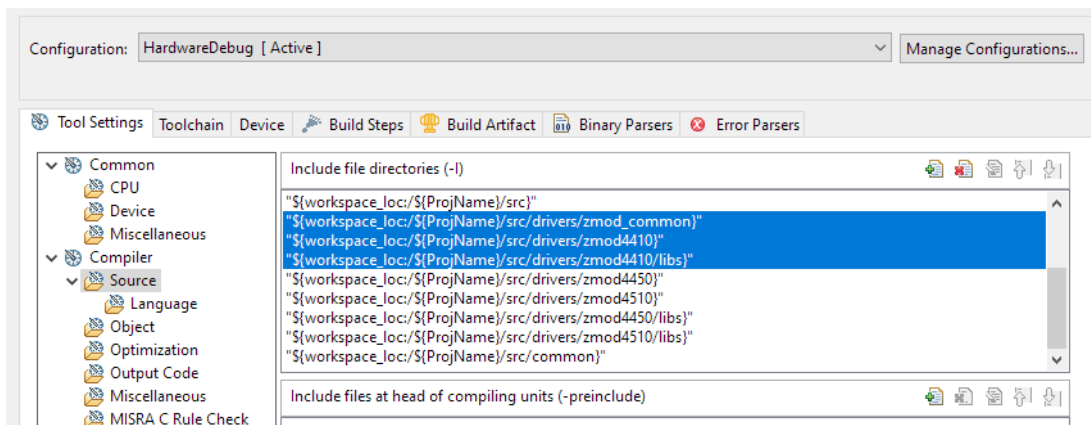 Configuration: HardwareDebug [ Active ] Manage Configurations...
Tool Settings Toolchain Device Build Steps Build Artifact Binary Parsers Error Parsers
Common
CPU
Device
Miscellaneous
Compiler
Source
Language
Object
Optimization
Output Code
Miscellaneous
MISRA C Rule Check
Include file directories (-I)
"${workspace_loc:/${ProjName}/src}"
"${workspace_loc:/${ProjName}/src/drivers/zmod_common}"
"${workspace_loc:/${ProjName}/src/drivers/zmod4410}"
"${workspace_loc:/${ProjName}/src/drivers/zmod4410/libs}"
"${workspace_loc:/${ProjName}/src/drivers/zmod4450}"
"${workspace_loc:/${ProjName}/src/drivers/zmod4510}"
"${workspace_loc:/${ProjName}/src/drivers/zmod4450/libs}"
"${workspace_loc:/${ProjName}/src/drivers/zmod4510/libs}"
"${workspace_loc:/${ProjName}/src/common}"
Include files at head of compiling units (-preinclude)